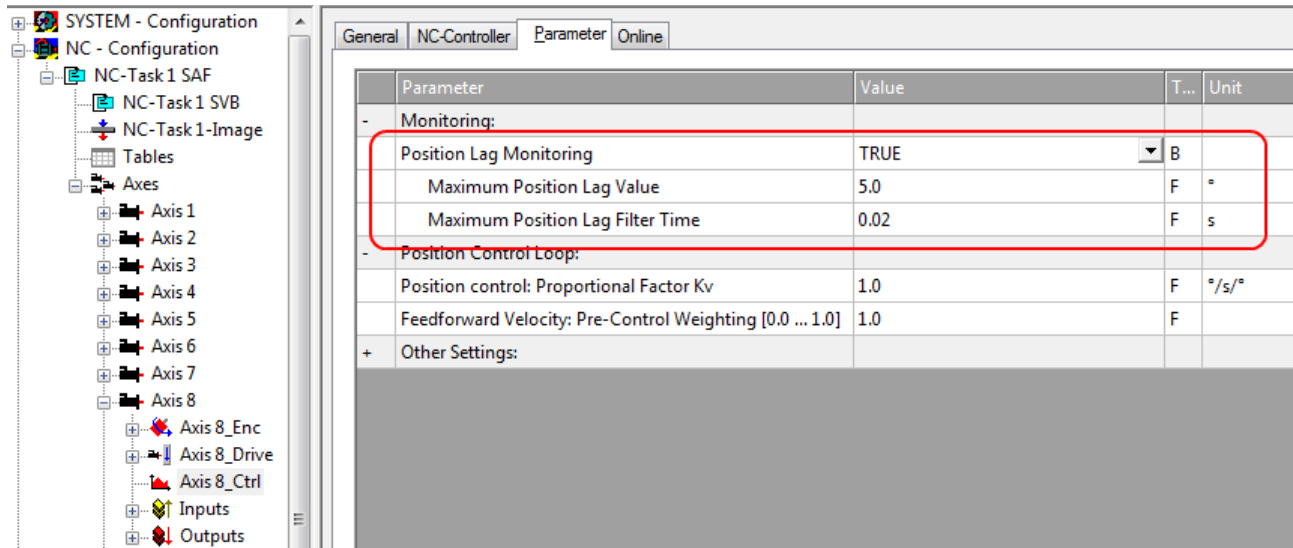 SYSTEM - Configuration
NC - Configuration
NC-Task 1 SAF
NC-Task 1 SVB
NC-Task 1-Image
Tables
Axes
Axis 1
Axis 2
Axis 3
Axis 4
Axis 5
Axis 6
Axis 7
Axis 8
Axis 8_Enc
Axis 8_Drive
Axis 8_Ctrl
Inputs
Outputs
General NC-Controller Parameter Online
Parameter Value T... Unit
- Monitoring:
Position Lag Monitoring TRUE B
Maximum Position Lag Value 5.0 F °
Maximum Position Lag Filter Time 0.02 F s
- Position Control Loop:
Position control: Proportional Factor Kv 1.0 F °/s/°
Feedforward Velocity: Pre-Control Weighting [0.0 ... 1.0] 1.0 F
+ Other Settings: